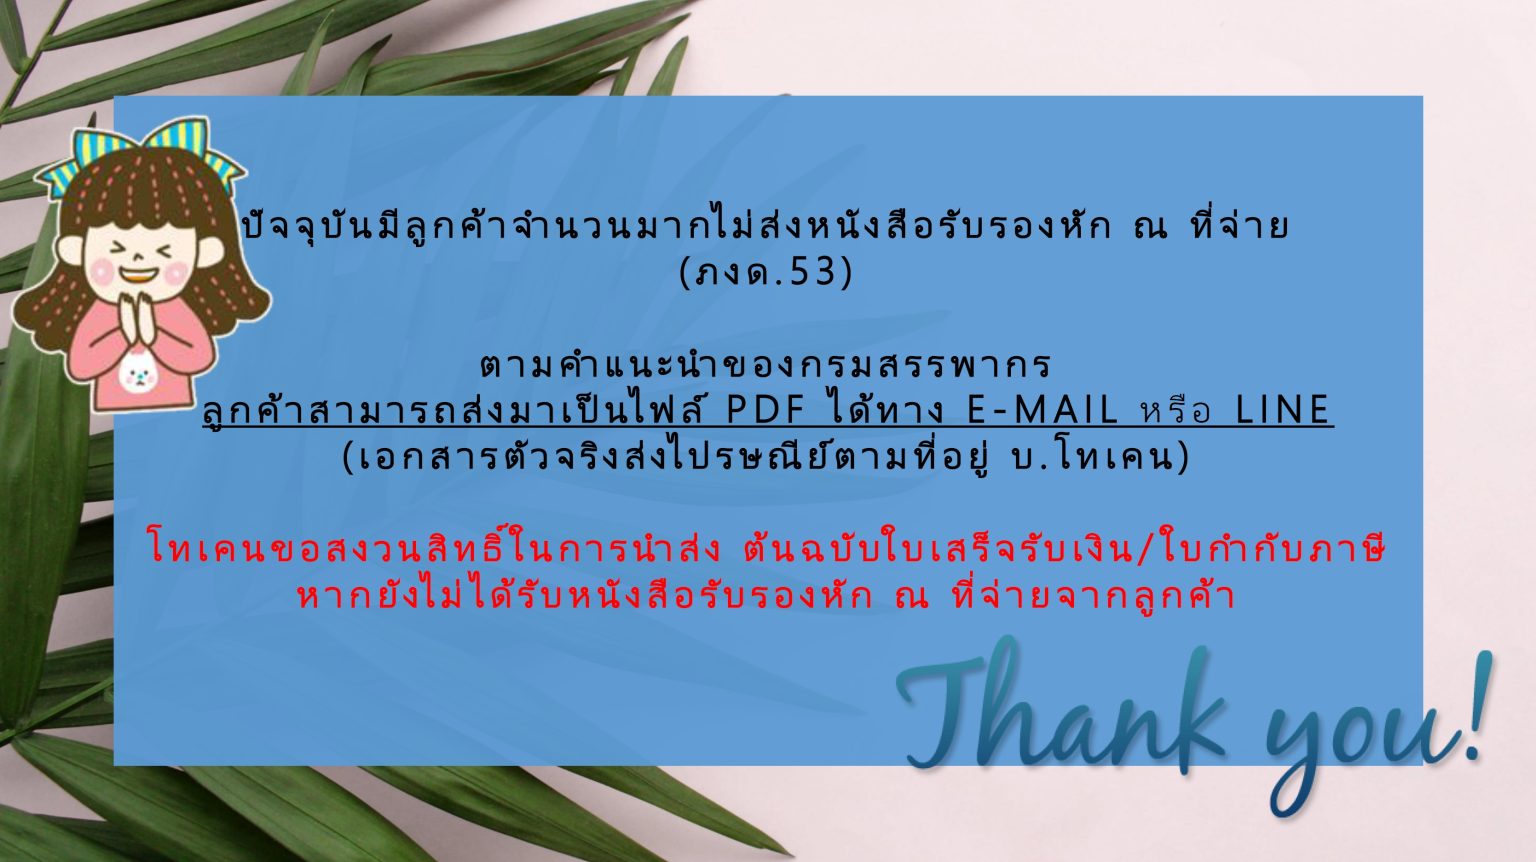 ปัจจุบันมีลูกค้าจำนวนมากไม่ส่งหนังสือรับรองหัก ณ ที่จ่าย
(ภงด.53)
ตามคำแนะนำของกรมสรรพากร
ลูกค้าสามารถส่งมาเป็นไฟล์ PDF ได้ทาง E-MAIL หรือ LINE
(เอกสารตัวจริงส่งไปรษณีย์ตามที่อยู่ บ.โทเคน)
โทเคนขอสงวนสิทธิ์ในการนำส่ง ต้นฉบับใบเสร็จรับเงิน/ใบกำกับภาษี
หากยังไม่ได้รับหนังสือรับรองหัก ณ ที่จ่ายจากลูกค้า
Thank you!